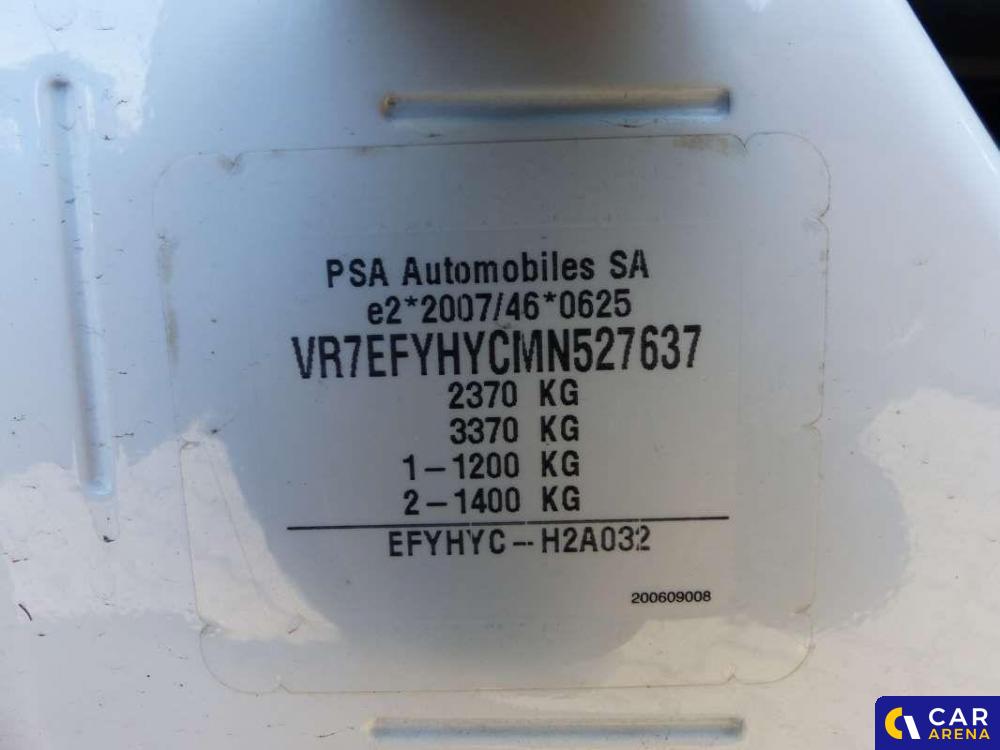 PSA Automobiles SA
e2*2007/46*0625
VR7EFYHYCMN527637
2370 KG
3370 KG
1-1200 KG
2-1400 KG
EFYHYC-H2A032
200609008
CAR
ARENA